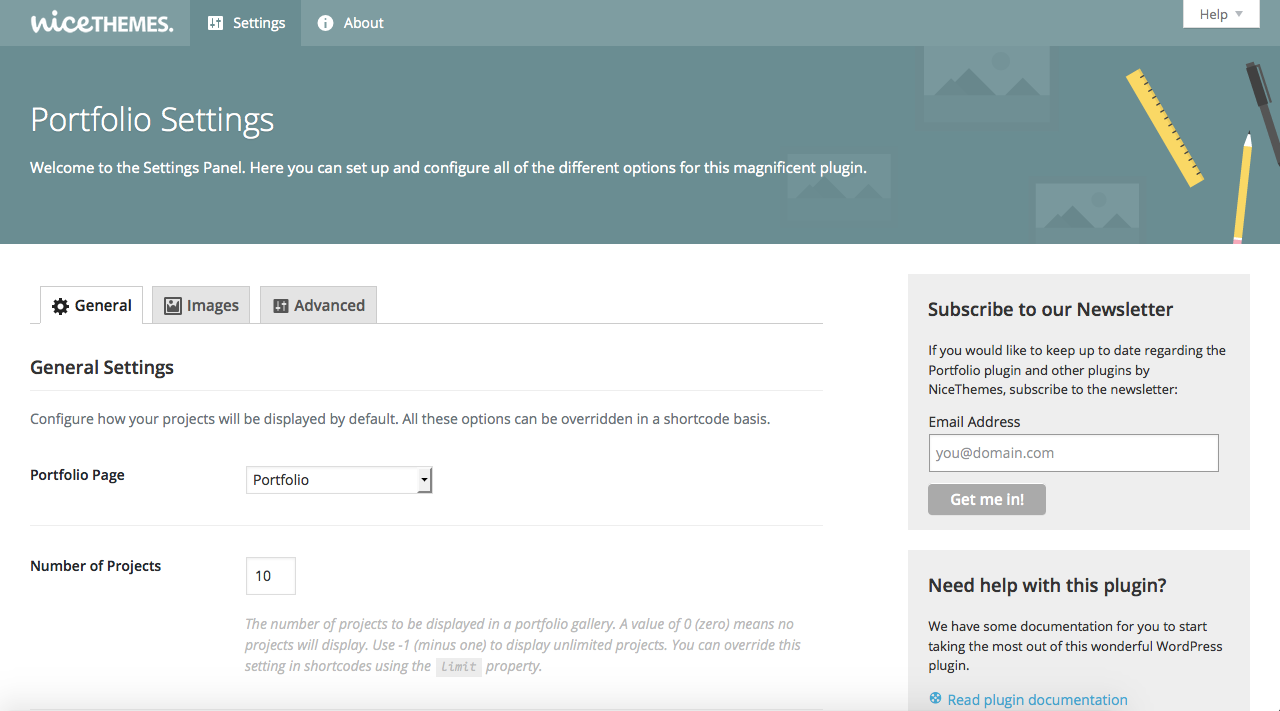 nicethemes.
Settings
About
Help
Portfolio Settings
Welcome to the Settings Panel. Here you can set up and configure all of the different options for this magnificent plugin.
General
Images
Advanced
General Settings
Configure how your projects will be displayed by default. All these options can be overridden in a shortcode basis.
Portfolio Page
Portfolio
Number of Projects
10
The number of projects to be displayed in a portfolio gallery. A value of 0 (zero) means no
projects will display. Use -1 (minus one) to display unlimited projects. You can override this
setting in shortcodes using the limit property.
Subscribe to our Newsletter
If you would like to keep up to date regarding the
Portfolio plugin and other plugins by
NiceThemes, subscribe to the newsletter:
Email Address
you@domain.com
Get me in!
Need help with this plugin?
We have some documentation for you to start
taking the most out of this wonderful WordPress
plugin.
Read plugin documentation